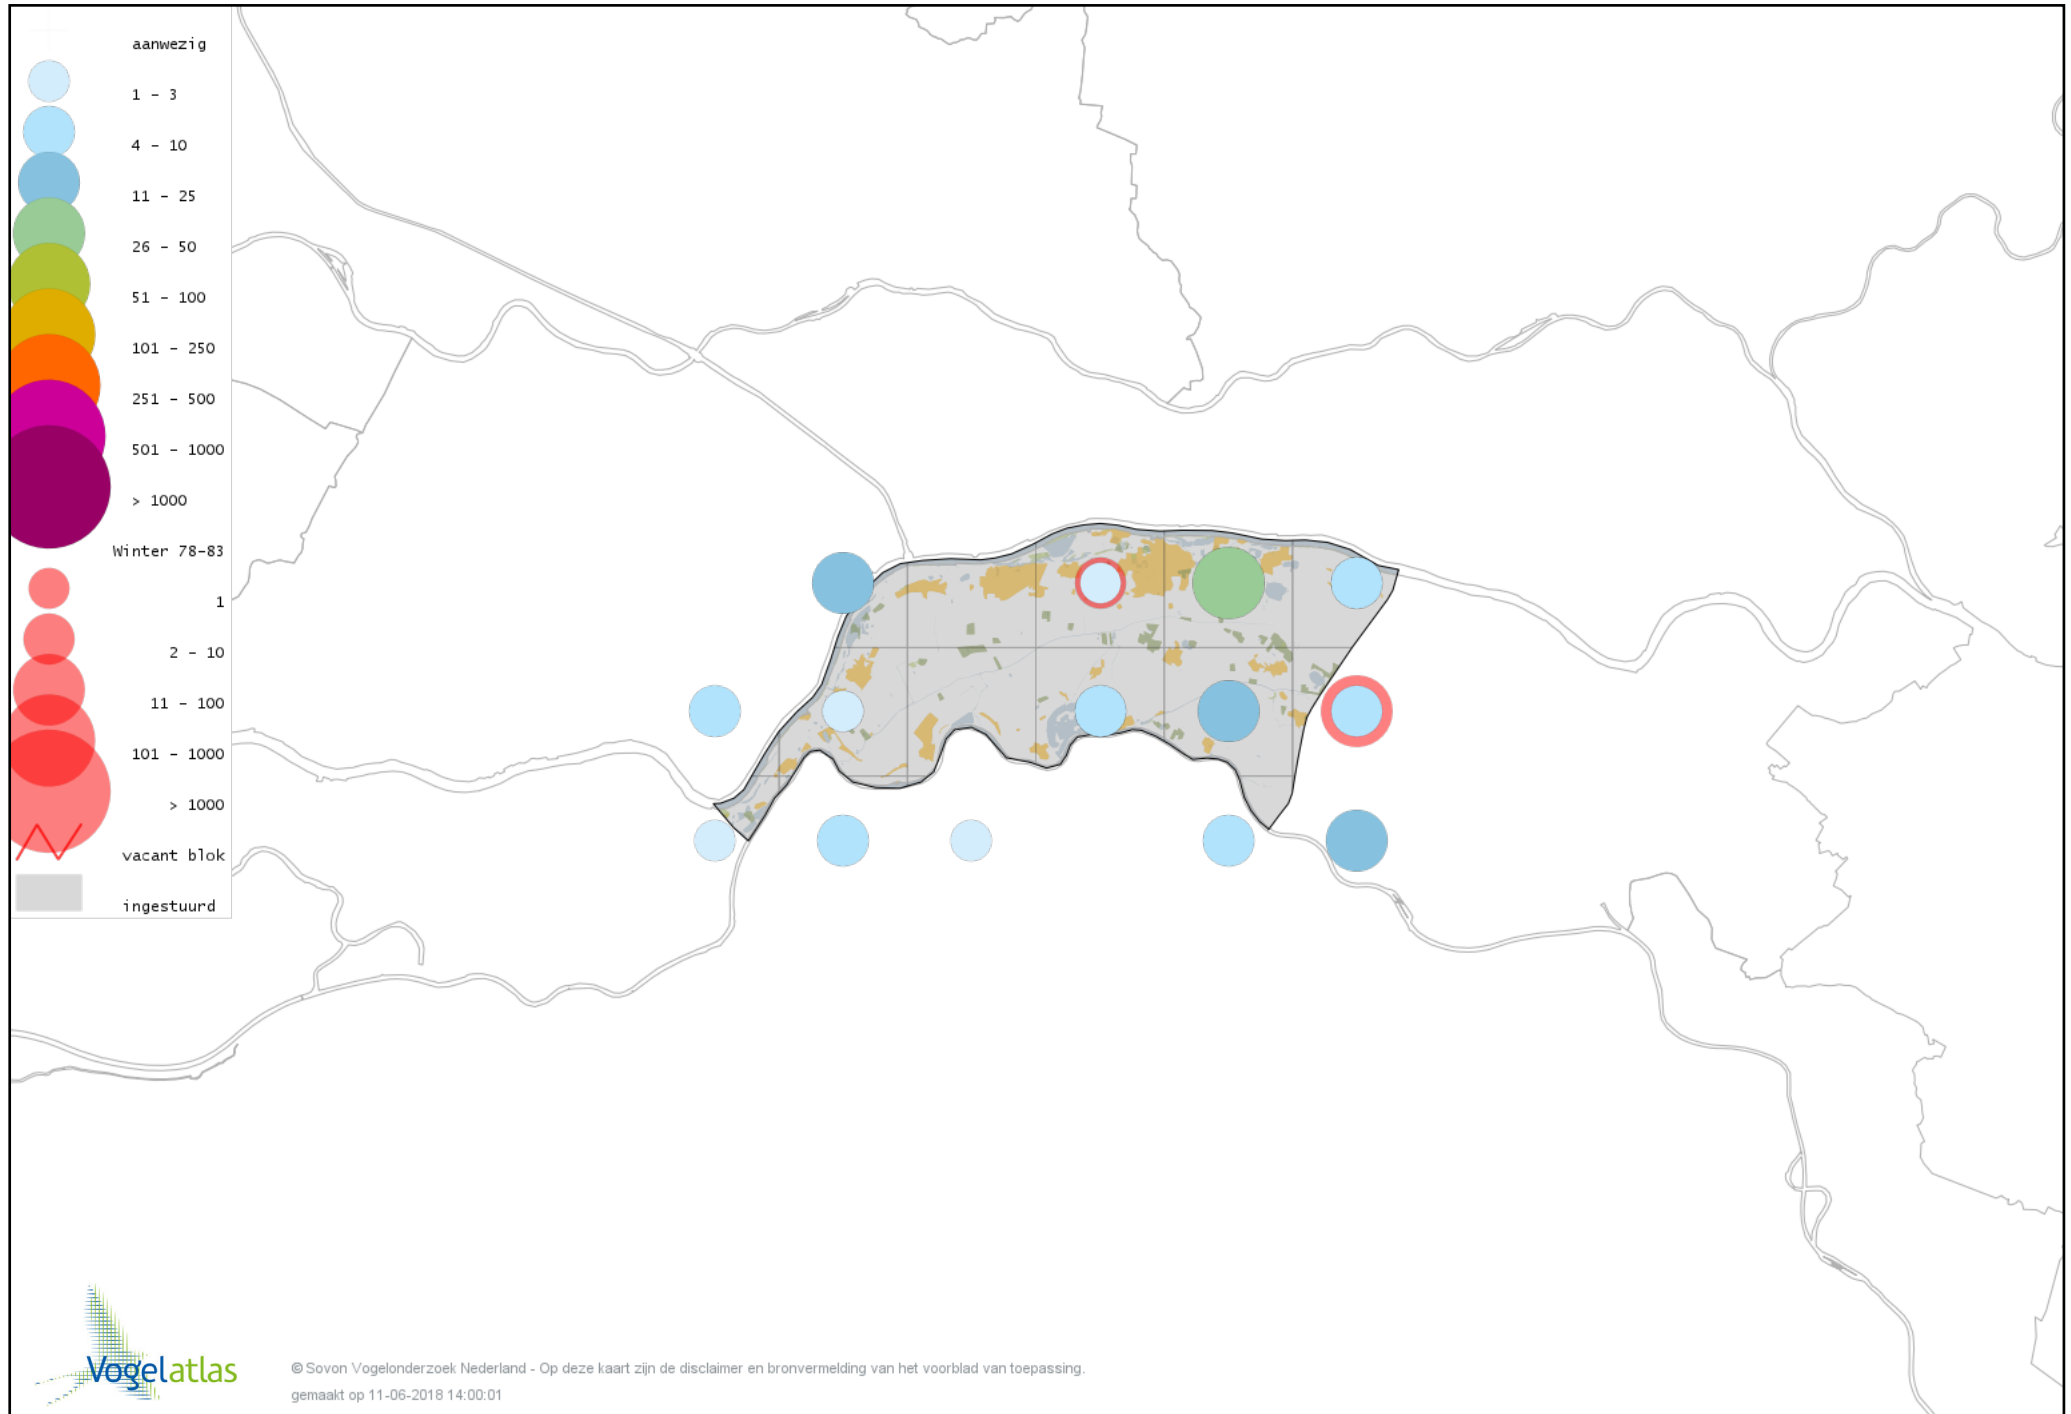 aanwezig
1 - 3
4 - 10
11 - 25
26 - 50
51 - 100
101 - 250
251 - 500
501 - 1000
> 1000
Winter 78-83
1
2 - 10
11 - 100
101 - 1000
> 1000
vacant blok
ingestuurd
Vogelatlas
© Sovon Vogelonderzoek Nederland - Op deze kaart zijn de disclaimer en bronvermelding van het voorblad van toepassing.
gemaakt op 11-06-2018 14:00:01